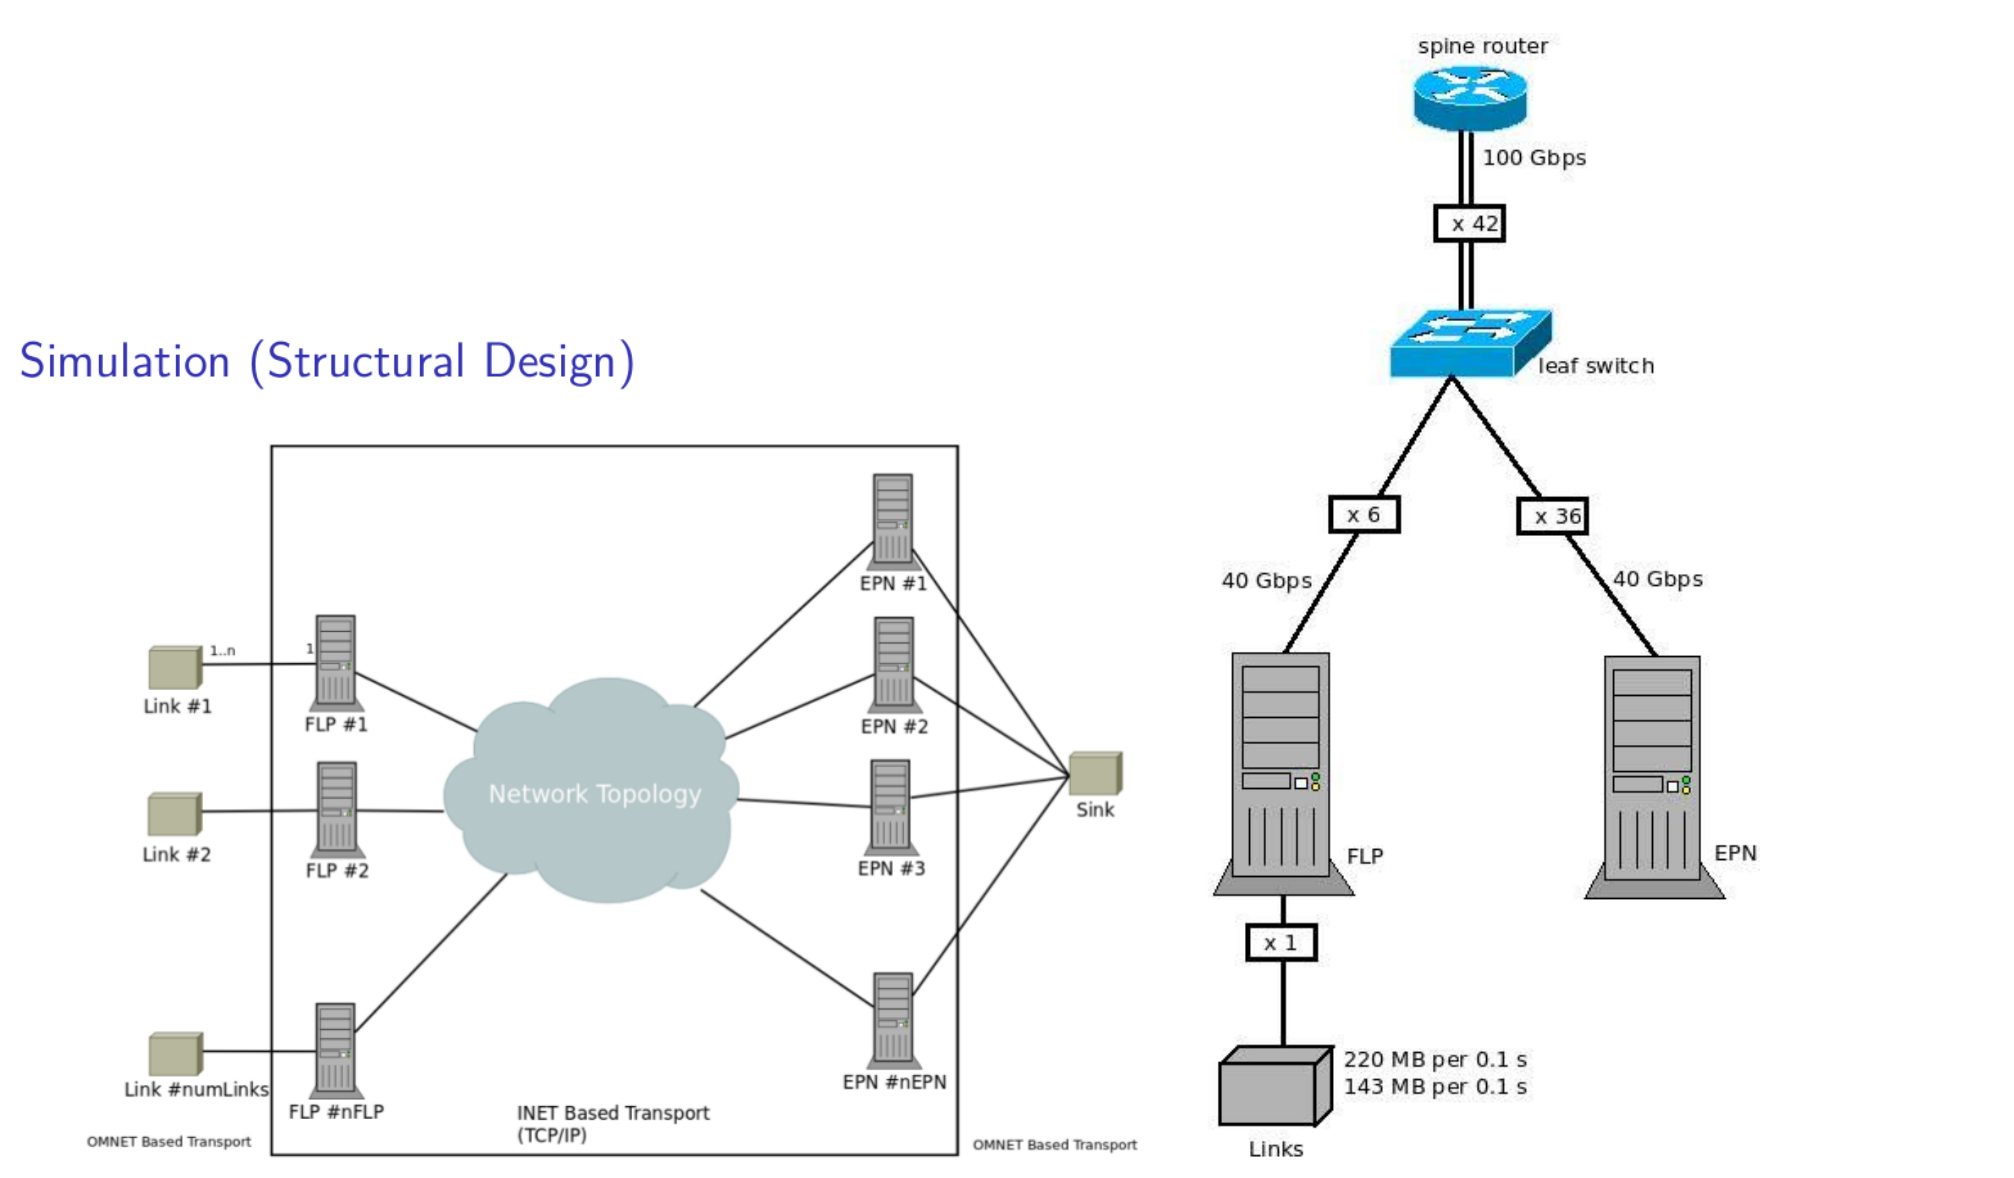 Simulation (Structural Design)
1..n
1
Link #1
FLP #1
Link #2
FLP #2
Link #numLinks
FLP #nFLP
Network Topology
EPN #1
EPN #2
EPN #3
EPN #nEPN
Sink
INET Based Transport
(TCP/IP)
OMNET Based Transport
OMNET Based Transport
spine router
100 Gbps
x 42
leaf switch
x 6
x 36
40 Gbps
40 Gbps
FLP
EPN
x 1
220 MB per 0.1 s
143 MB per 0.1 s
Links